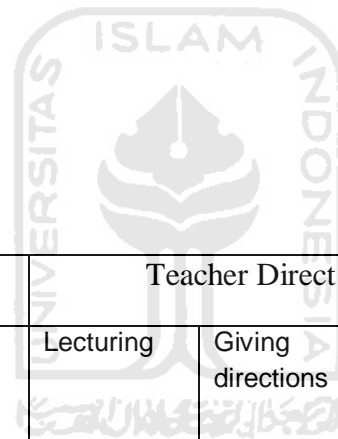 ISLAM
UNIVERSITAS
INDONESIA
Teacher Direct
Lecturing
Giving
directions